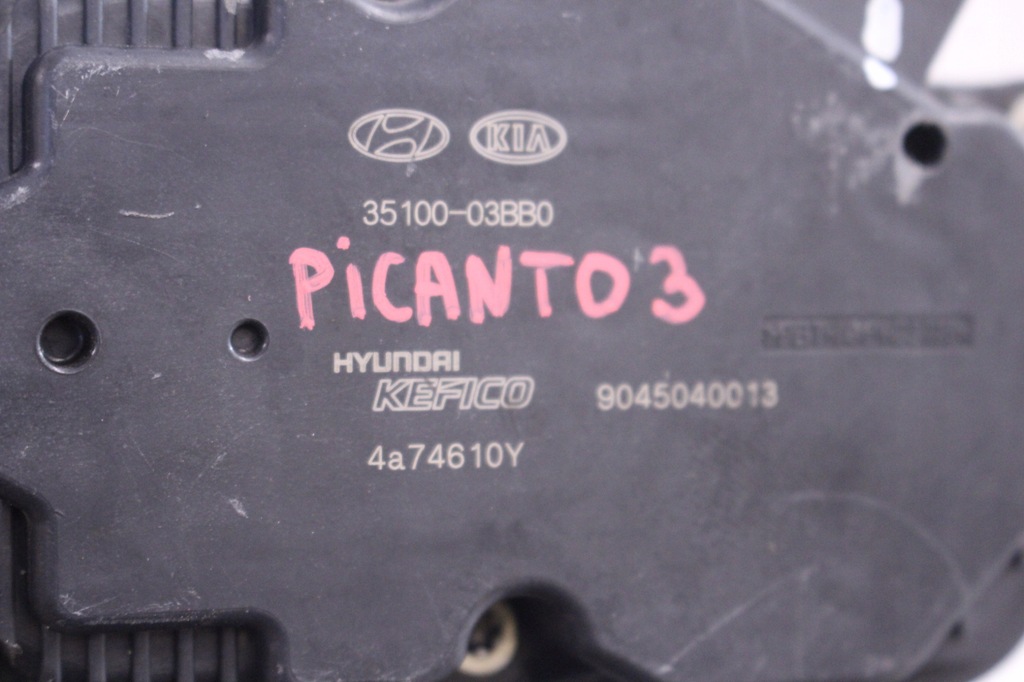 KIA
35100-03BB0
PiCANTO 3
HYUNDAI
KEFICO 9045040013
4a74610Y